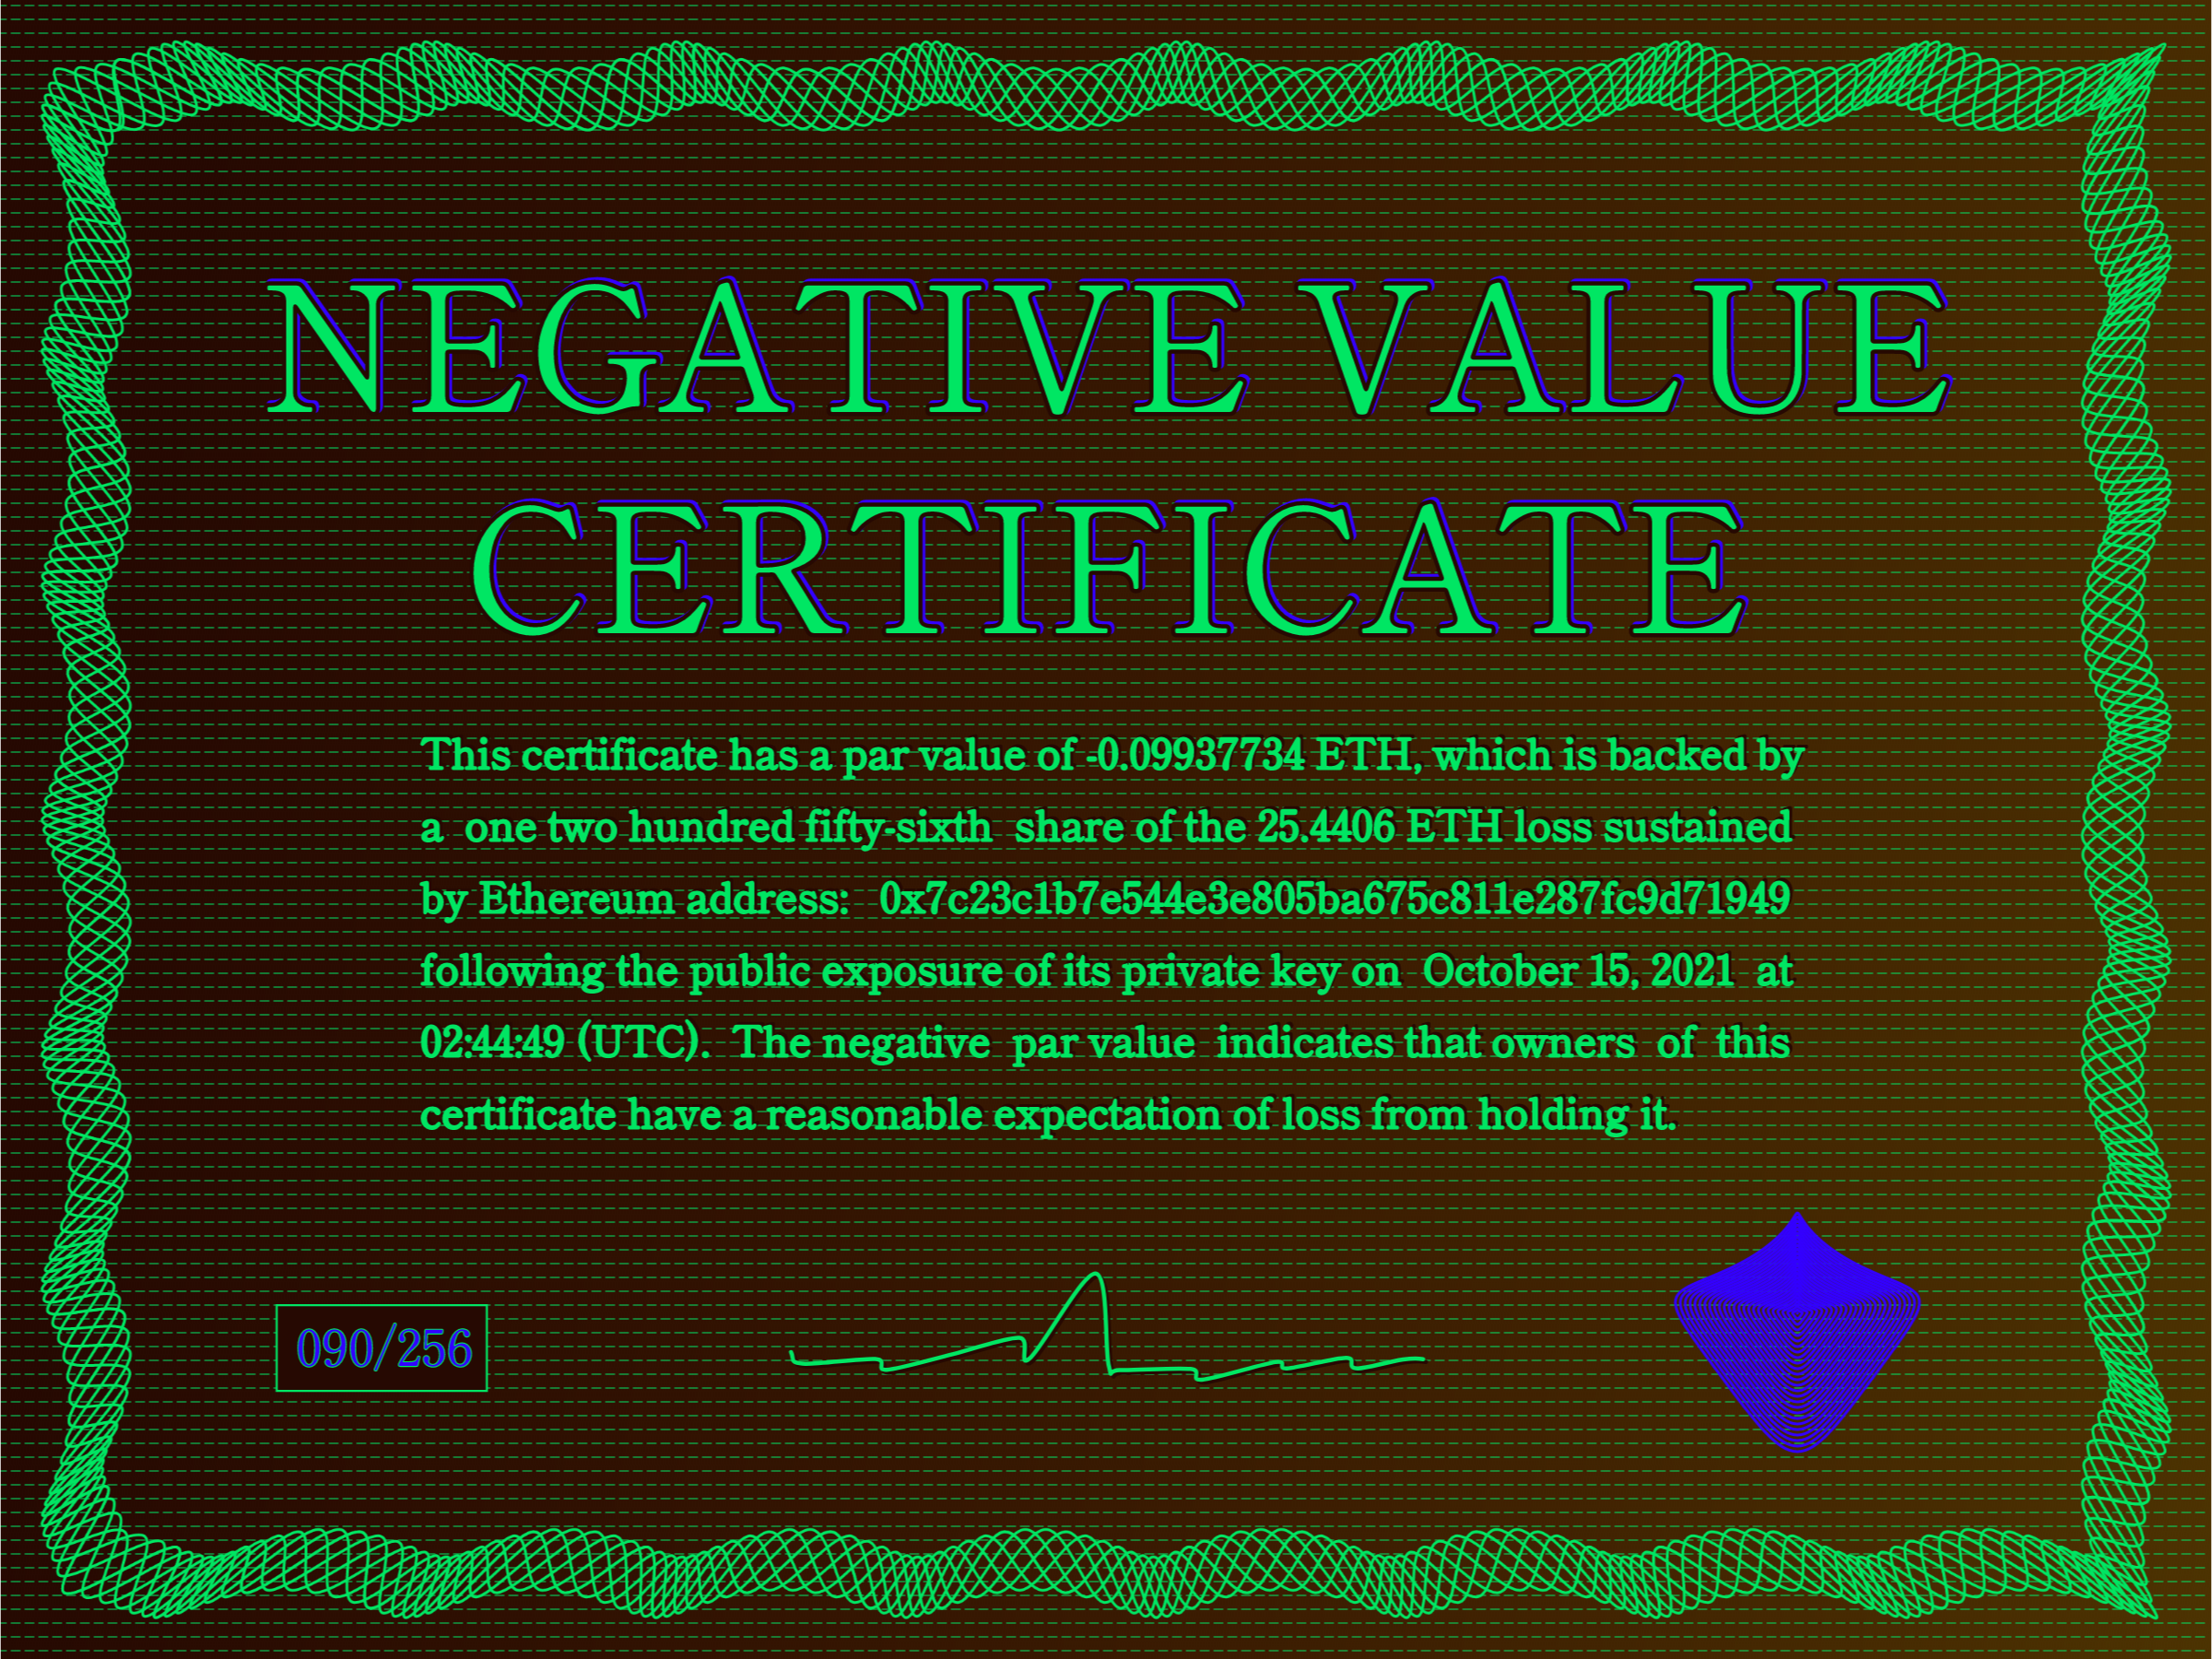 NEGATIVE VALUE
CERTIFICATE
This certificate has a par value of -0.09937734 ETH, which is backed by
a one two hundred fifty-sixth share of the 25.4406 ETH loss sustained
by Ethereum address: 0x7c23c1b7e544e3e805ba675c811e287fc9d71949
following the public exposure of its private key on October 15, 2021 at
02:44:49 (UTC). The negative par value indicates that owners of this
certificate have a reasonable expectation of loss from holding it.
090/256